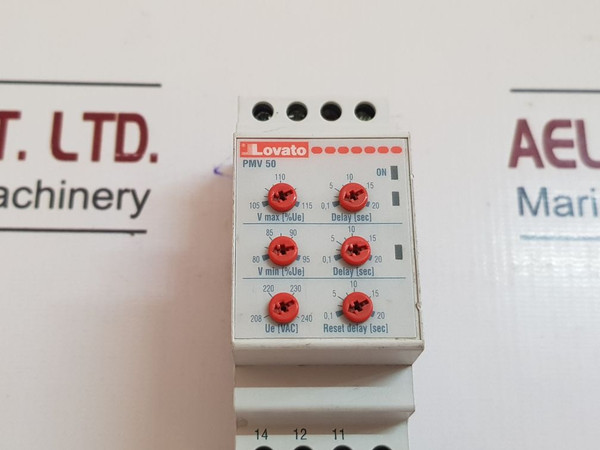 T. LTD.
achinery
AEL
Mari
Lovato
PMV 50
ON
110
105 115
V max [%Ue]
10
5 15
0,1 20
Delay [sec]
85 90
80 95
V min [%Ue]
10
5 15
0,1 20
Delay [sec]
220 230
208 240
Ue [VAC]
10
5 15
0,1 20
Reset delay [sec]
14 12 11